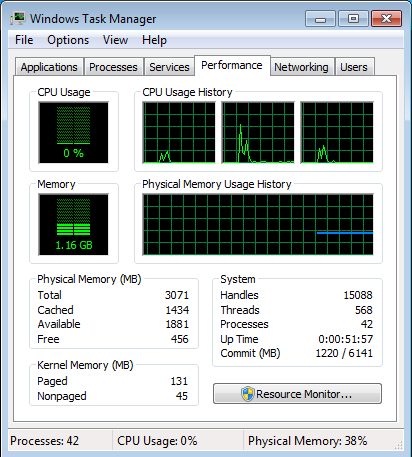 Windows Task Manager
File Options View Help
Applications Processes Services Performance Networking Users
CPU Usage CPU Usage History
0 %
Memory Physical Memory Usage History
1.16 GB
Physical Memory (MB)
Total 3071
Cached 1434
Available 1881
Free 456
Kernel Memory (MB)
Paged 131
Nonpaged 45
System
Handles 15088
Threads 568
Processes 42
Up Time 0:00:51:57
Commit (MB) 1220 / 6141
Resource Monitor...
Processes: 42 CPU Usage: 0% Physical Memory: 38%